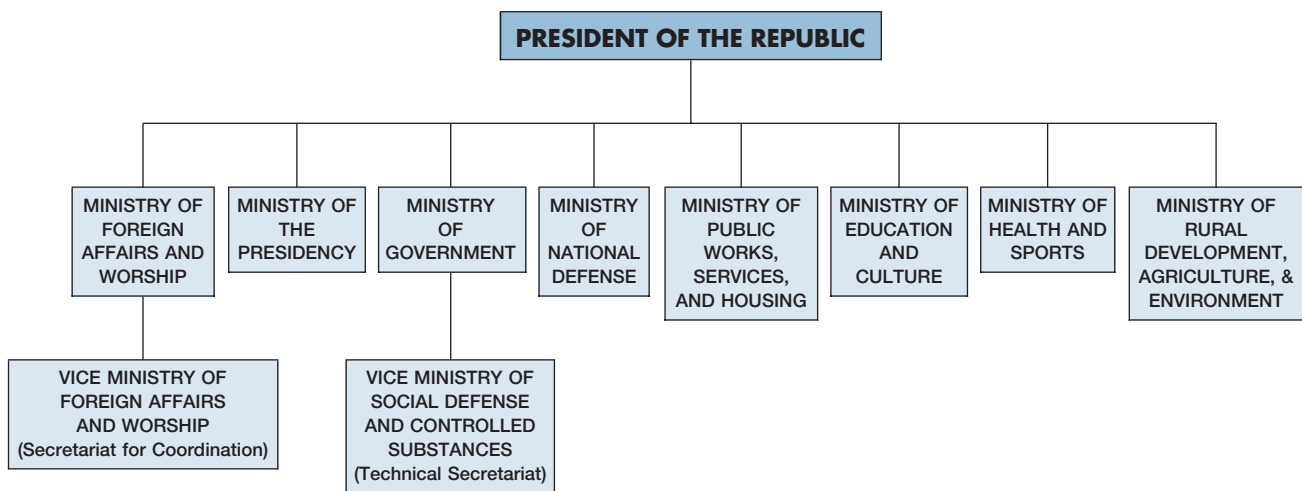 PRESIDENT OF THE REPUBLIC
MINISTRY OF
FOREIGN
AFFAIRS AND
WORSHIP
MINISTRY OF
THE
PRESIDENCY
MINISTRY
OF
GOVERNMENT
MINISTRY
OF
NATIONAL
DEFENSE
MINISTRY OF
PUBLIC
WORKS,
SERVICES,
AND HOUSING
MINISTRY OF
EDUCATION
AND
CULTURE
MINISTRY OF
HEALTH AND
SPORTS
MINISTRY OF
RURAL
DEVELOPMENT,
AGRICULTURE, &
ENVIRONMENT
VICE MINISTRY OF
FOREIGN AFFAIRS
AND WORSHIP
(Secretariat for Coordination)
VICE MINISTRY OF
SOCIAL DEFENSE
AND CONTROLLED
SUBSTANCES
(Technical Secretariat)